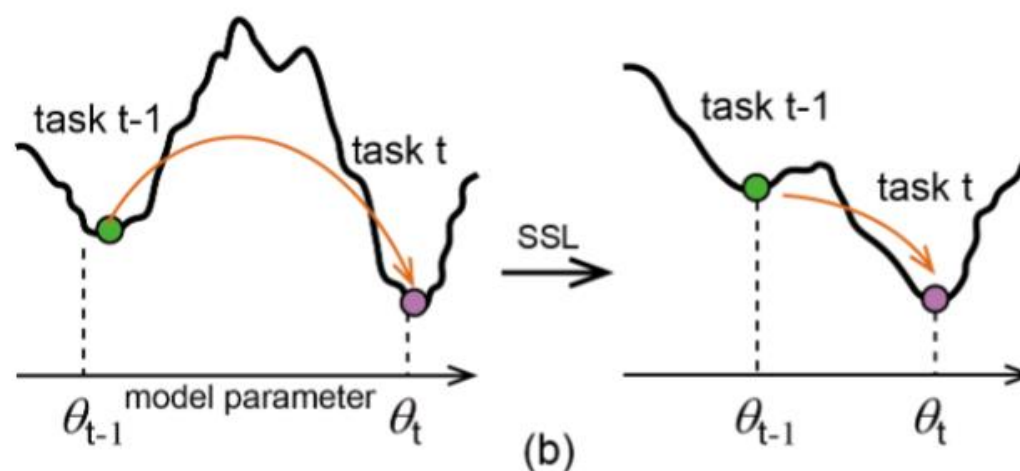 task t-1
task t
model parameter
θt-1
θt
SSL
task t-1
task t
θt-1
θt
(b)